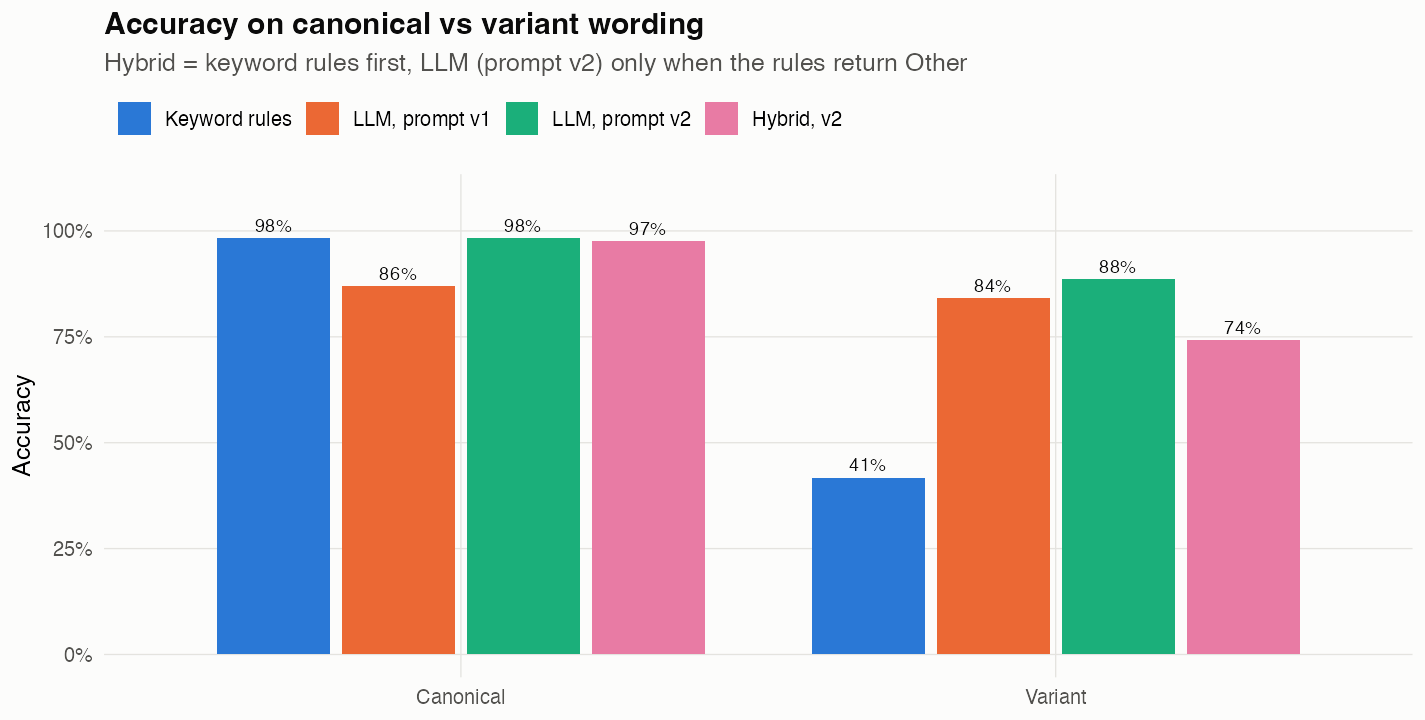 Accuracy on canonical vs variant wording
Hybrid = keyword rules first, LLM (prompt v2) only when the rules return Other
Keyword rules LLM, prompt v1 LLM, prompt v2 Hybrid, v2
Accuracy
100%
75%
50%
25%
0%
98%
86%
98%
97%
41%
84%
88%
74%
Canonical
Variant